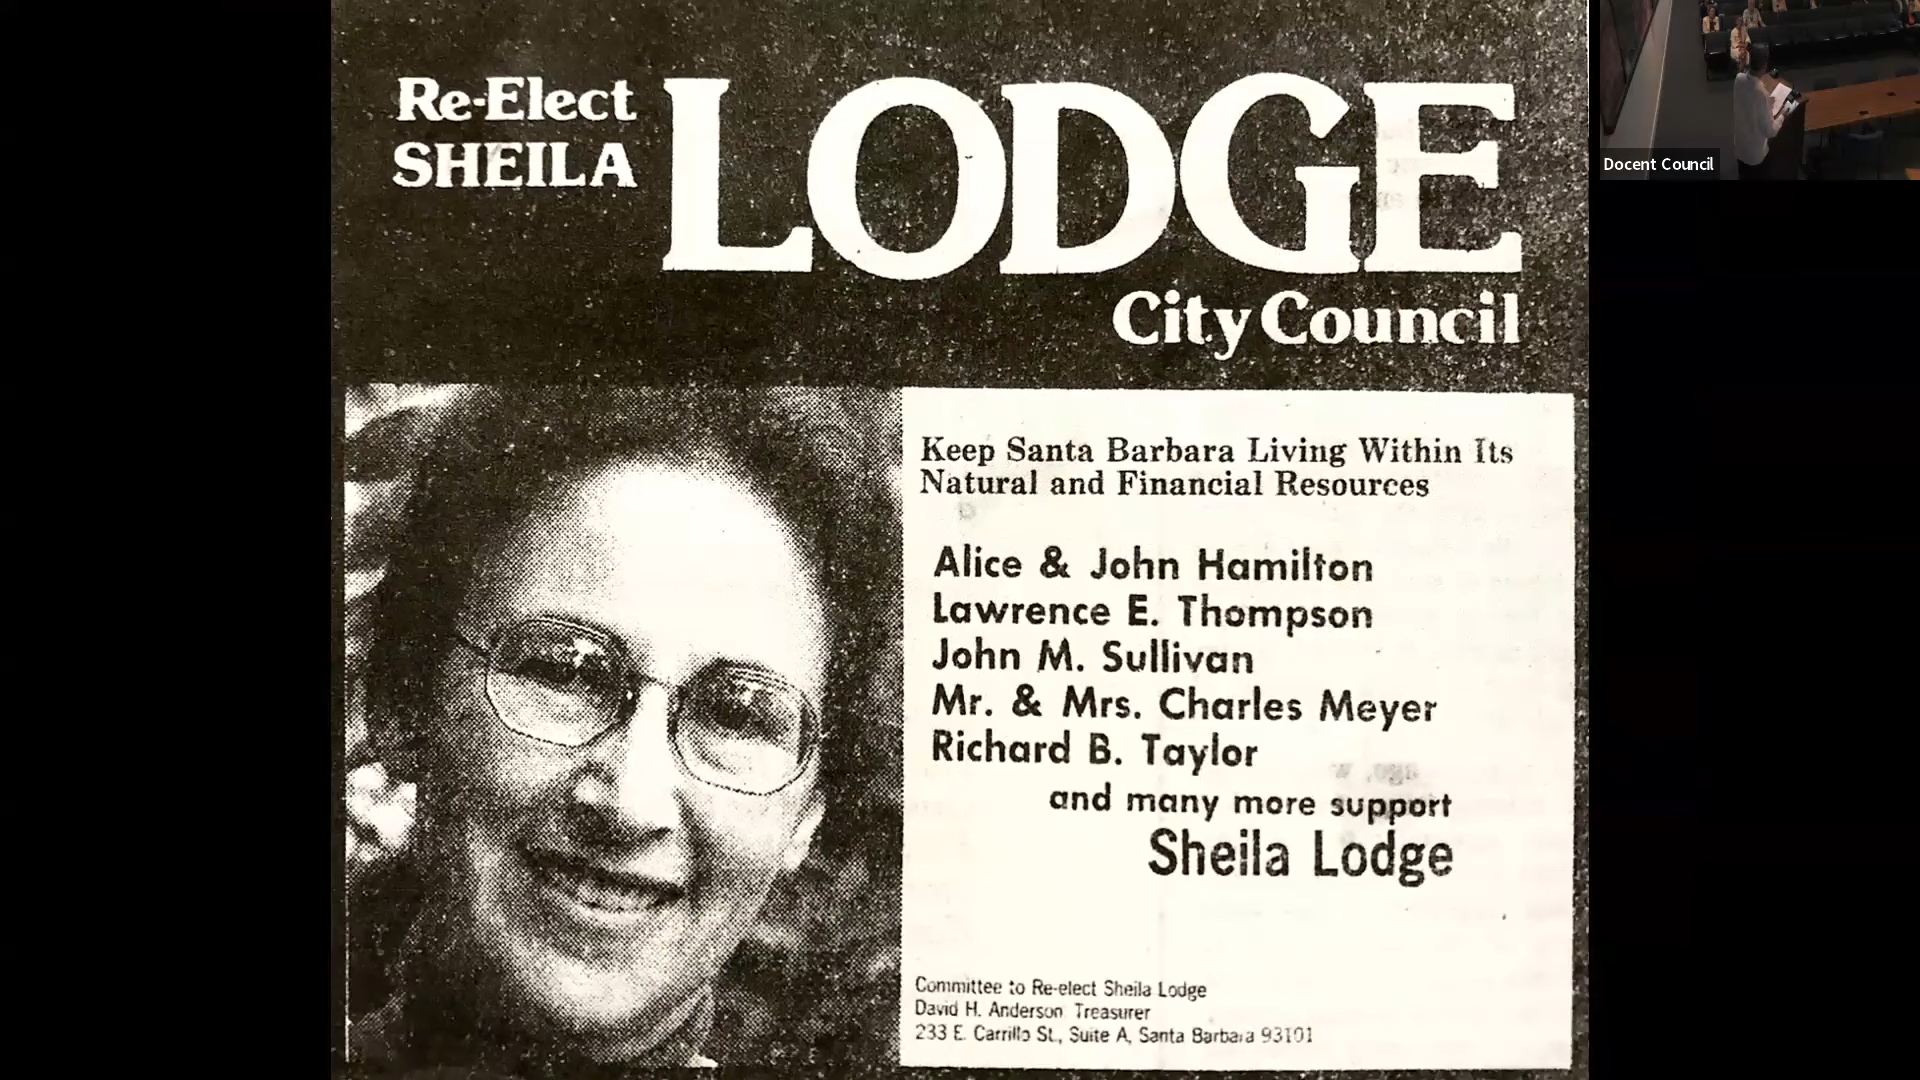 Re-Elect
SHEILA
LODGE
City Council
Keep Santa Barbara Living Within Its
Natural and Financial Resources
Alice & John Hamilton
Lawrence E. Thompson
John M. Sullivan
Mr. & Mrs. Charles Meyer
Richard B. Taylor
and many more support
Sheila Lodge
Committee to Re-elect Sheila Lodge
David H. Anderson Treasurer
233 E. Carrillo St., Suite A, Santa Barbara 93101
Docent Council